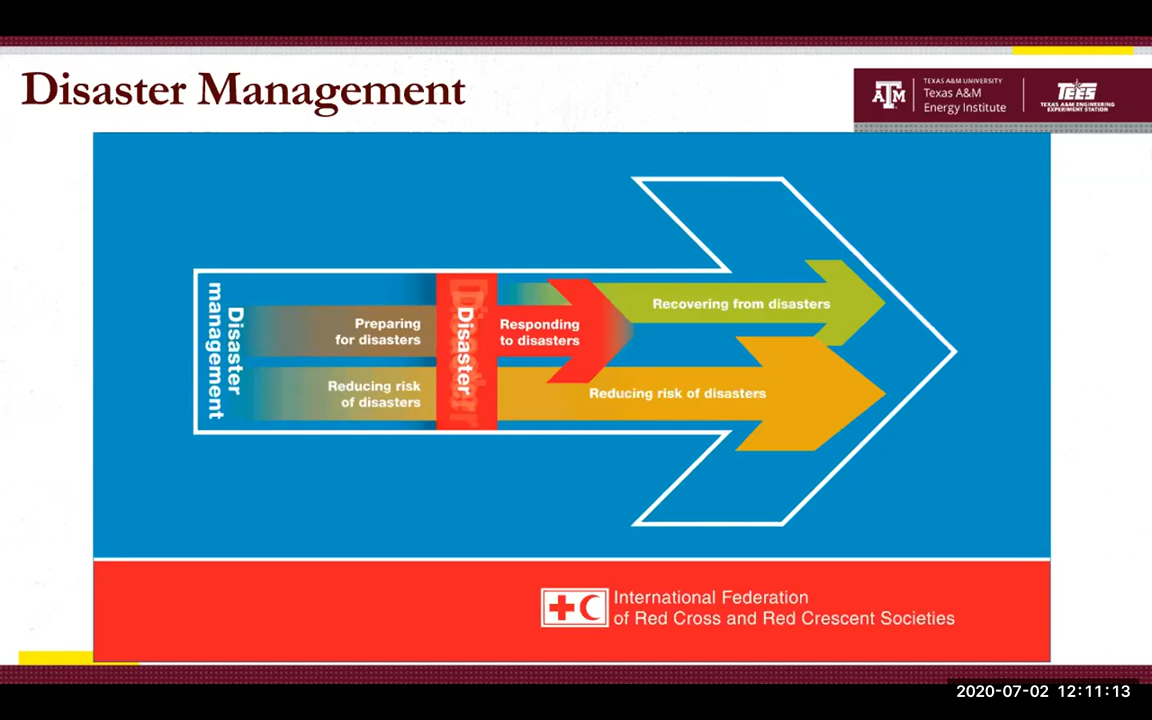 Disaster Management
TEXAS A&M UNIVERSITY
Texas A&M
Energy Institute
ATM
TEES
TEXAS A&M ENGINEERING
EXPERIMENT STATION
Disaster
management
Preparing
for disasters
Reducing risk
of disasters
Disaster
Responding
to disasters
Recovering from disasters
Reducing risk of disasters
International Federation
of Red Cross and Red Crescent Societies
2020-07-02 12:11:13